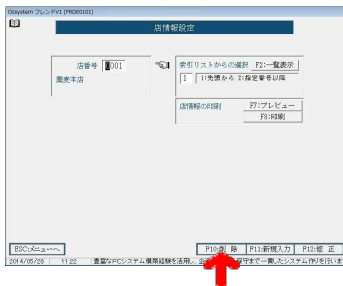 Ozsystem フレンドV1 (FRDE0101)
店情報設定
店番号 0001
蕎麦本店
索引リストからの選択 F2:一覧表示
1 1:先頭から 2:指定番号以降
店情報の印刷 F7:プレビュー
F8:印刷
ESC:メニューへ F10:削 除 F11:新規入力 F12:修 正
2014/05/28 11:22 豊富なPCシステム構築経験を活用し、企 守まで一貫したシステム作りを行いま